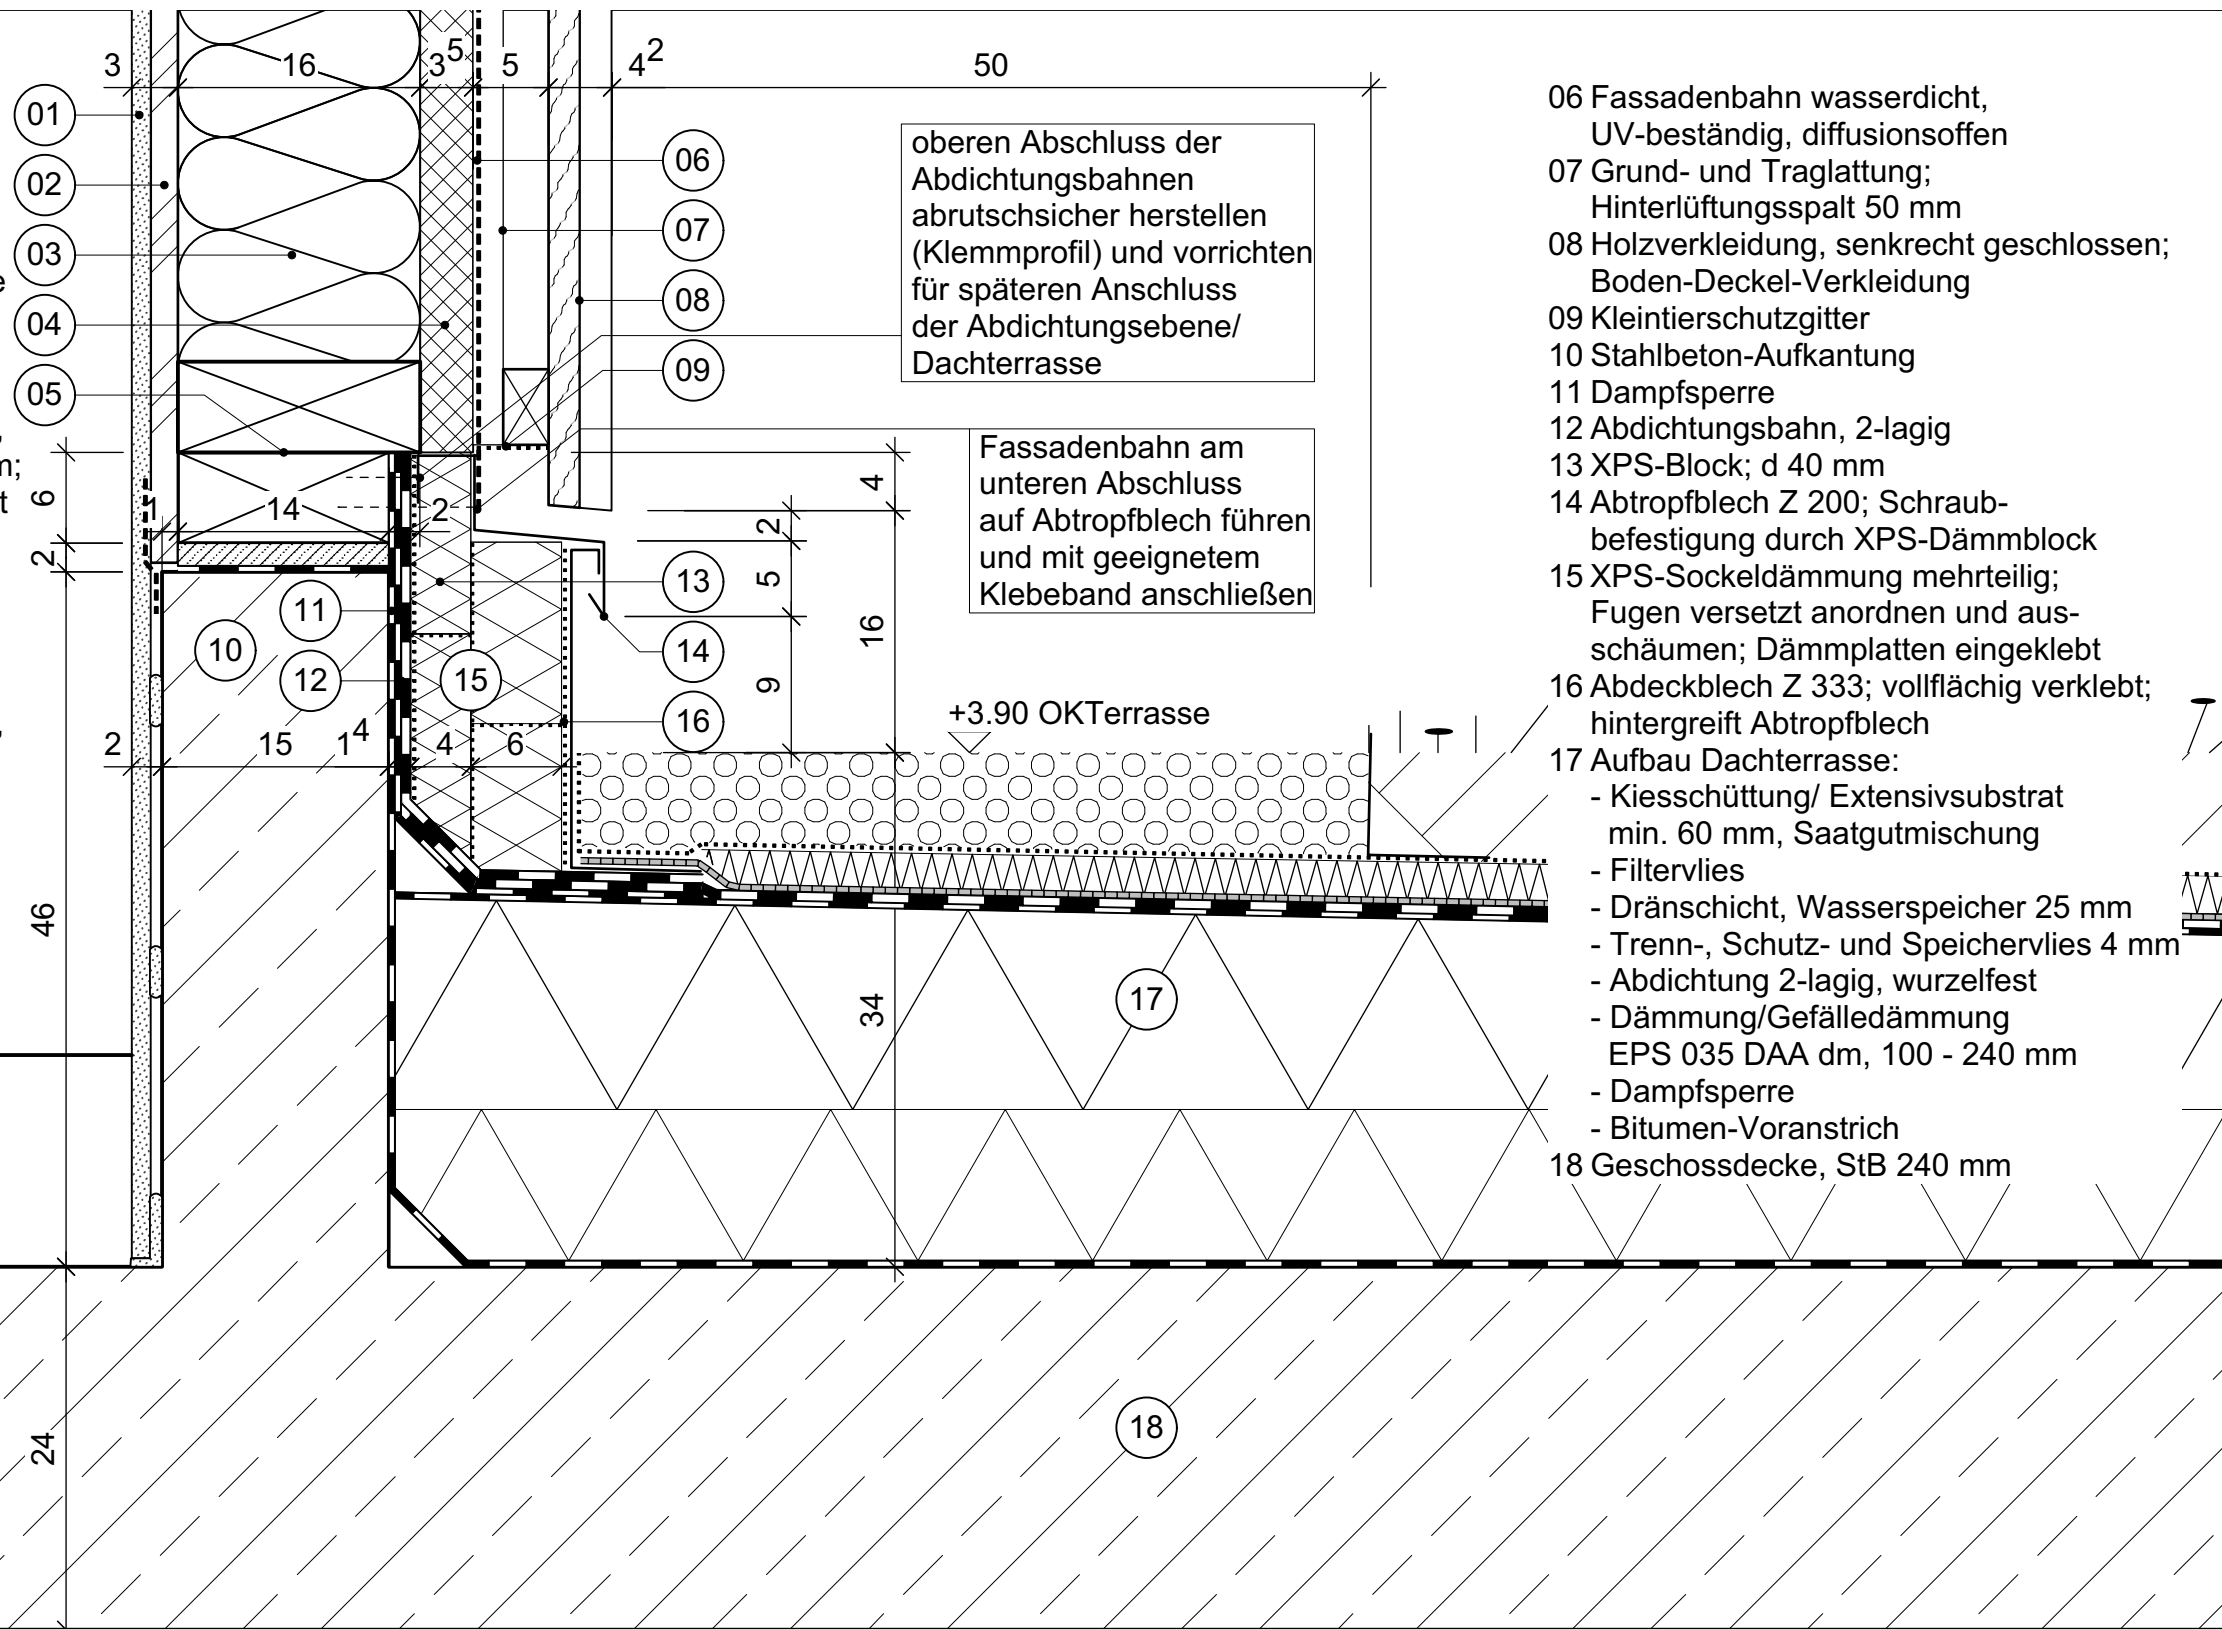 3
16
3 5
5
4 2
50
01
02
03
04
05
e
,
n;
t
06
07
08
09
oberen Abschluss der
Abdichtungsbahnen
abrutschsicher herstellen
(Klemmprofil) und vorrichten
für späteren Anschluss
der Abdichtungsebene/
Dachterrasse
Fassadenbahn am
unteren Abschluss
auf Abtropfblech führen
und mit geeignetem
Klebeband anschließen
6
2
1
14
2
4
2
5
9
16
10
11
12
13
14
15
16
+3.90 OKTerrasse
,
2
15
1 4
4
6
46
34
17
24
18
06 Fassadenbahn wasserdicht,
UV-beständig, diffusionsoffen
07 Grund- und Traglattung;
Hinterlüftungsspalt 50 mm
08 Holzverkleidung, senkrecht geschlossen;
Boden-Deckel-Verkleidung
09 Kleintierschutzgitter
10 Stahlbeton-Aufkantung
11 Dampfsperre
12 Abdichtungsbahn, 2-lagig
13 XPS-Block; d 40 mm
14 Abtropfblech Z 200; Schraub-
befestigung durch XPS-Dämmblock
15 XPS-Sockeldämmung mehrteilig;
Fugen versetzt anordnen und aus-
schäumen; Dämmplatten eingeklebt
16 Abdeckblech Z 333; vollflächig verklebt;
hintergreift Abtropfblech
17 Aufbau Dachterrasse:
- Kiesschüttung/ Extensivsubstrat
min. 60 mm, Saatgutmischung
- Filtervlies
- Dränschicht, Wasserspeicher 25 mm
- Trenn-, Schutz- und Speichervlies 4 mm
- Abdichtung 2-lagig, wurzelfest
- Dämmung/Gefälledämmung
EPS 035 DAA dm, 100 - 240 mm
- Dampfsperre
- Bitumen-Voranstrich
18 Geschossdecke, StB 240 mm